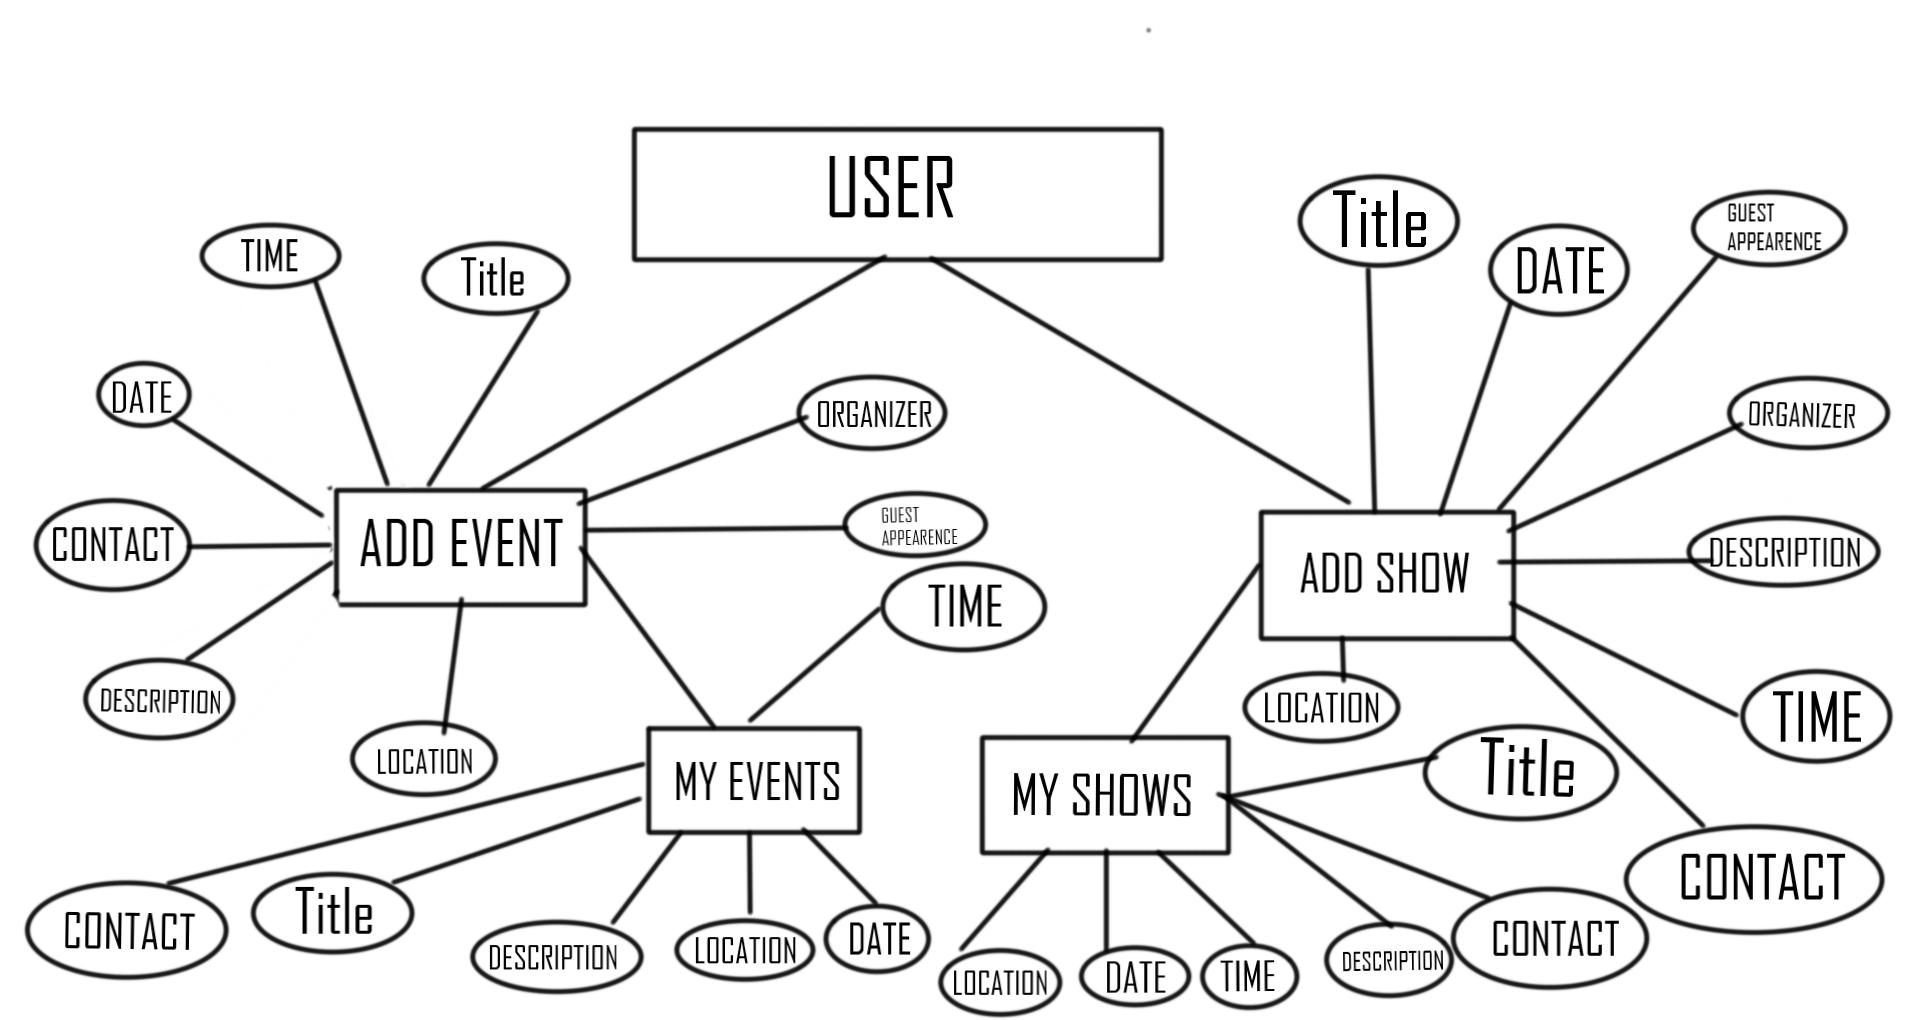 USER
Title
GUEST
APPEARENCE
TIME
Title
DATE
DATE
ORGANIZER
ORGANIZER
CONTACT
ADD EVENT
GUEST
APPEARENCE
ADD SHOW
DESCRIPTION
TIME
DESCRIPTION
LOCATION
LOCATION
TIME
MY EVENTS
MY SHOWS
Title
CONTACT
CONTACT
Title
DESCRIPTION
LOCATION
DATE
LOCATION
DATE
TIME
DESCRIPTION
CONTACT